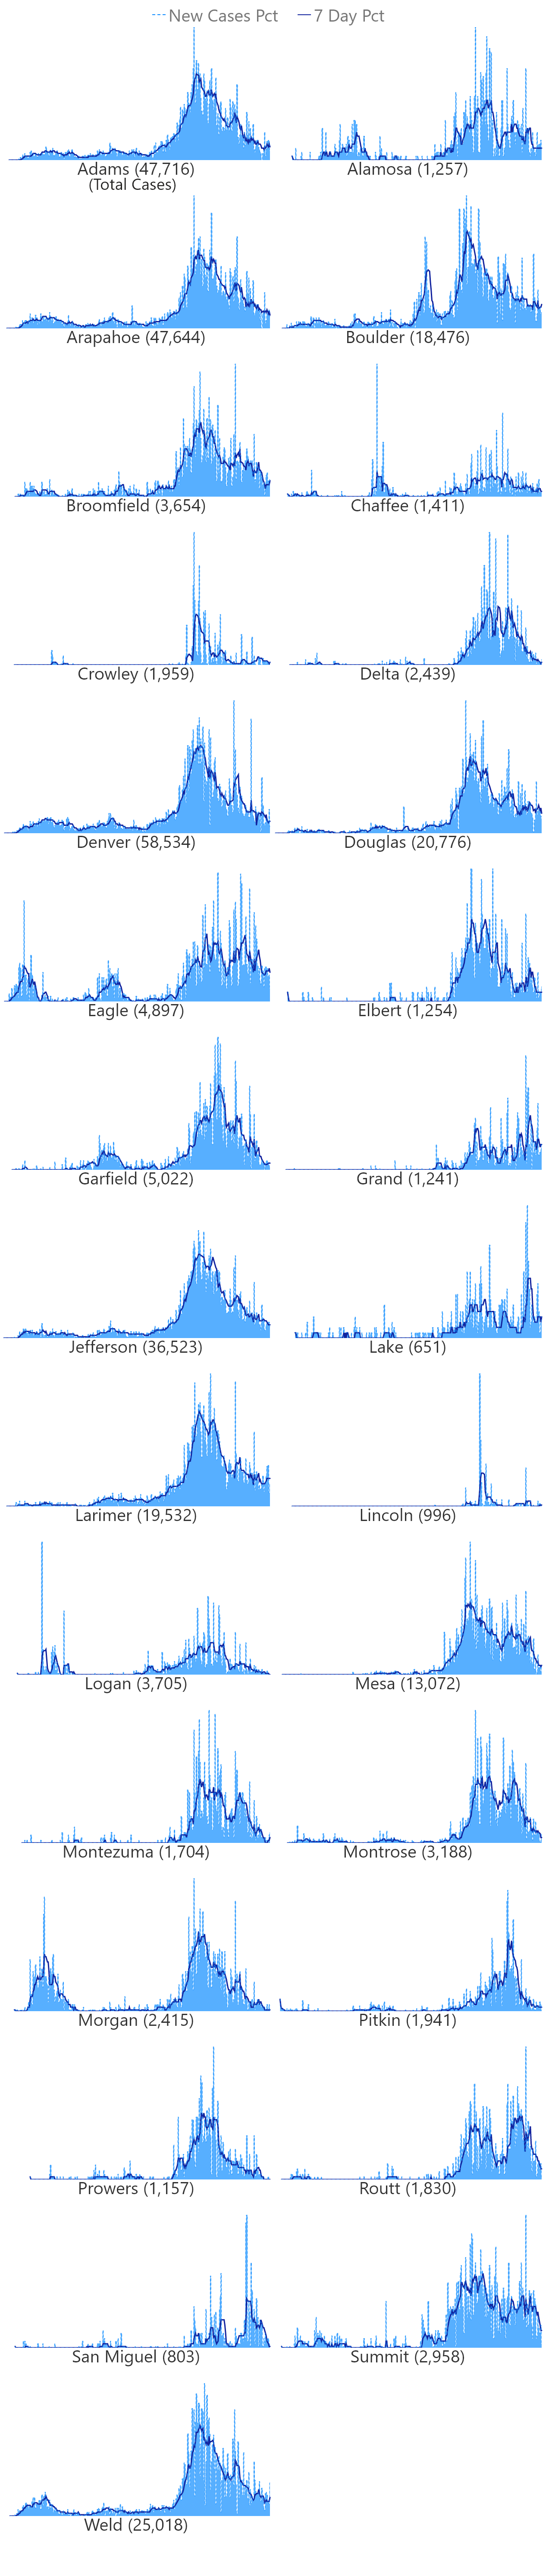 New Cases Pct 7 Day Pct
Adams (47,716)
(Total Cases)
Alamosa (1,257)
Arapahoe (47,644)
Boulder (18,476)
Broomfield (3,654)
Chaffee (1,411)
Crowley (1,959)
Delta (2,439)
Denver (58,534)
Douglas (20,776)
Eagle (4,897)
Elbert (1,254)
Garfield (5,022)
Grand (1,241)
Jefferson (36,523)
Lake (651)
Larimer (19,532)
Lincoln (996)
Logan (3,705)
Mesa (13,072)
Montezuma (1,704)
Montrose (3,188)
Morgan (2,415)
Pitkin (1,941)
Prowers (1,157)
Routt (1,830)
San Miguel (803)
Summit (2,958)
Weld (25,018)